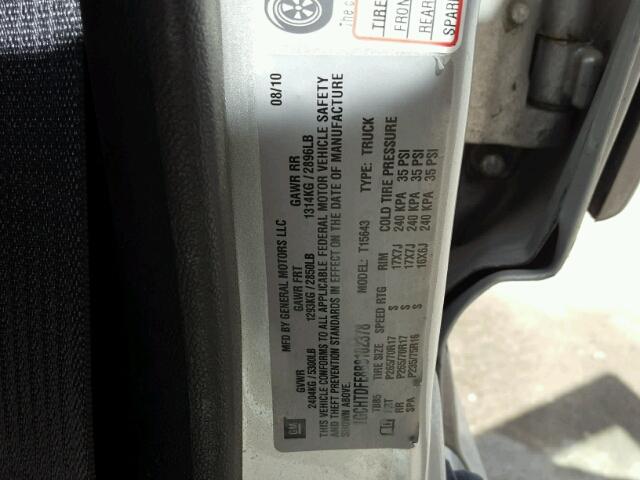 TIRE
FRON
REAR
SPAR
08/10
MFD BY GENERAL MOTORS LLC
GVWR GAWR FRT GAWR RR
2404KG / 5300LB 1293KG / 2850LB 1314KG / 2896LB
THIS VEHICLE CONFORMS TO ALL APPLICABLE FEDERAL MOTOR VEHICLE SAFETY
AND THEFT PREVENTION STANDARDS IN EFFECT ON THE DATE OF MANUFACTURE
SHOWN ABOVE.
MODEL: T15643 TYPE: TRUCK
TIRE SIZE SPEED RTG RIM COLD TIRE PRESSURE
P265/70R17 S 17X7J 240 KPA 35 PSI
RR P265/70R17 S 17X7J 240 KPA 35 PSI
SPA P235/75R16 S 16X6J 240 KPA 35 PSI
GM